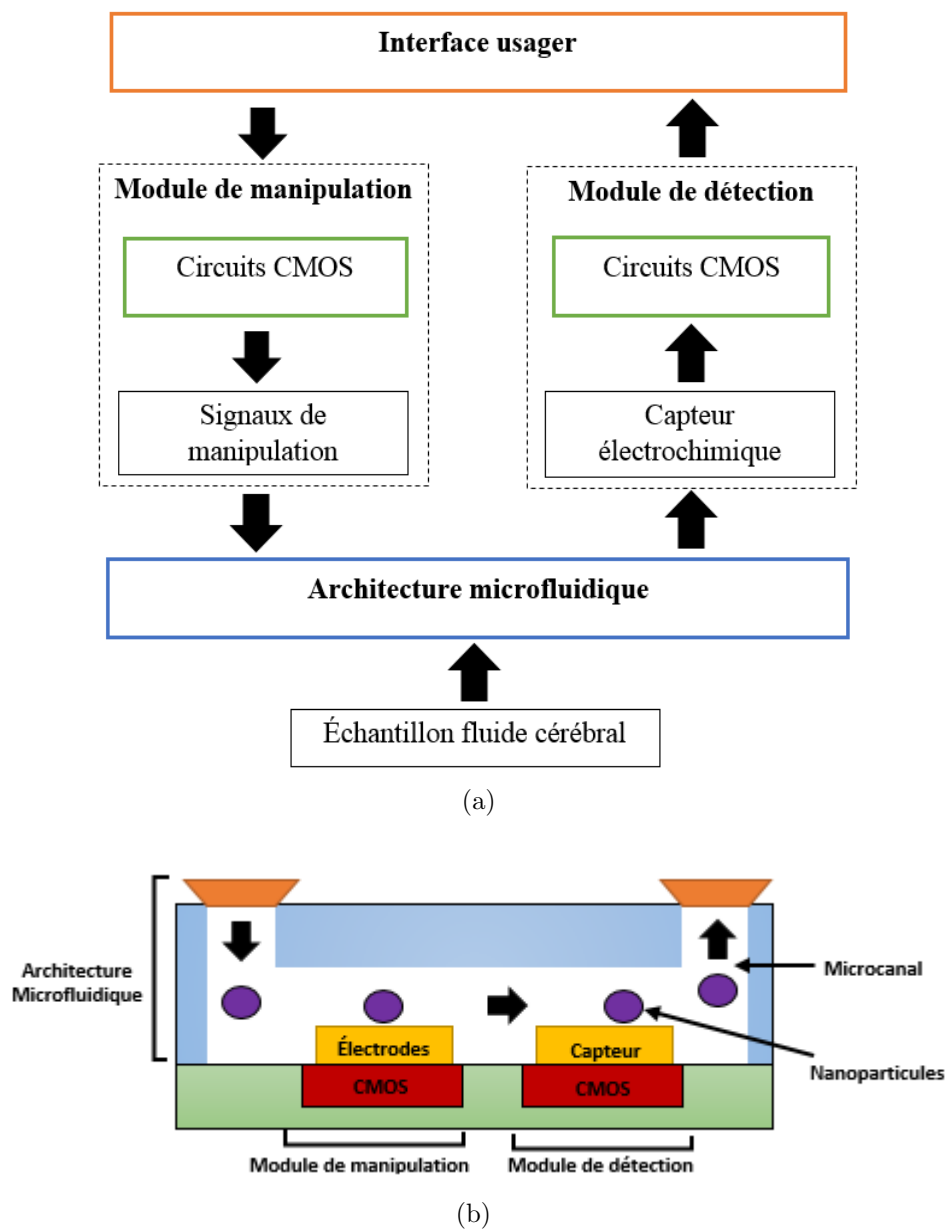 Interface usager
Module de manipulation
Circuits CMOS
Signaux de
manipulation
Module de détection
Circuits CMOS
Capteur
électrochimique
Architecture microfluidique
Échantillon fluide cérébral
(a)
Architecture
Microfluidique
Microcanal
Nanoparticules
Électrodes
CMOS
Capteur
CMOS
Module de manipulation
Module de détection
(b)